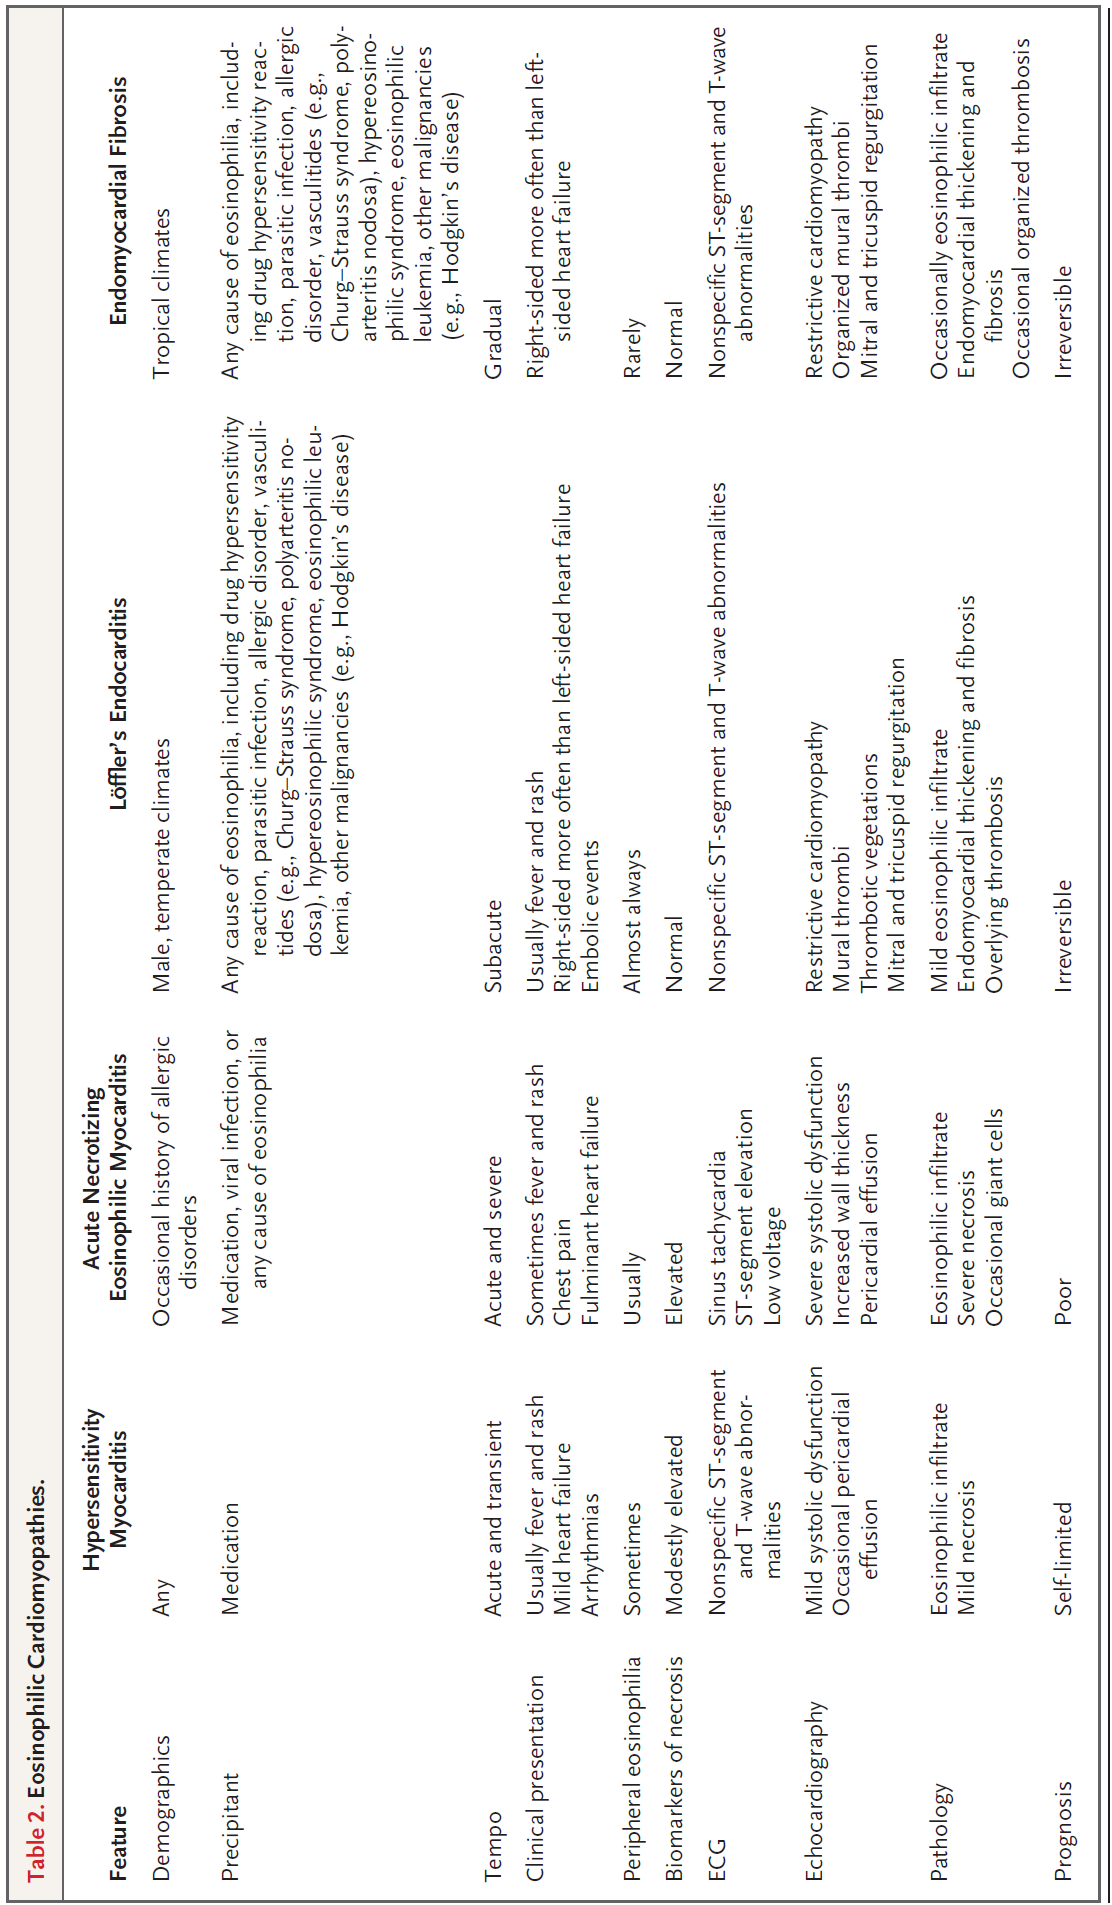 Table 2. Eosinophilic Cardiomyopathies.
Feature
Hypersensitivity
Myocarditis
Acute Necrotizing
Eosinophilic Myocarditis
Löffler's Endocarditis
Endomyocardial Fibrosis
Demographics
Any
Occasional history of allergic
disorders
Male, temperate climates
Tropical climates
Precipitant
Medication
Medication, viral infection, or
any cause of eosinophilia
Any cause of eosinophilia, including drug hypersensitivity
reaction, parasitic infection, allergic disorder, vasculi-
tides (e.g., Churg–Strauss syndrome, polyarteritis no-
dosa), hypereosinophilic syndrome, eosinophilic leu-
kemia, other malignancies (e.g., Hodgkin's disease)
Any cause of eosinophilia, includ-
ing drug hypersensitivity reac-
tion, parasitic infection, allergic
disorder, vasculitides (e.g.,
Churg–Strauss syndrome, poly-
arteritis nodosa), hypereosino-
philic syndrome, eosinophilic
leukemia, other malignancies
(e.g., Hodgkin's disease)
Tempo
Acute and transient
Acute and severe
Subacute
Gradual
Clinical presentation
Usually fever and rash
Mild heart failure
Arrhythmias
Sometimes fever and rash
Chest pain
Fulminant heart failure
Usually fever and rash
Right-sided more often than left-sided heart failure
Embolic events
Right-sided more often than left-
sided heart failure
Peripheral eosinophilia
Sometimes
Usually
Almost always
Rarely
Biomarkers of necrosis
Modestly elevated
Elevated
Normal
Normal
ECG
Nonspecific ST-segment
and T-wave abnor-
malities
Sinus tachycardia
ST-segment elevation
Low voltage
Nonspecific ST-segment and T-wave abnormalities
Nonspecific ST-segment and T-wave
abnormalities
Echocardiography
Mild systolic dysfunction
Occasional pericardial
effusion
Severe systolic dysfunction
Increased wall thickness
Pericardial effusion
Restrictive cardiomyopathy
Mural thrombi
Thrombotic vegetations
Mitral and tricuspid regurgitation
Restrictive cardiomyopathy
Organized mural thrombi
Mitral and tricuspid regurgitation
Pathology
Eosinophilic infiltrate
Mild necrosis
Eosinophilic infiltrate
Severe necrosis
Occasional giant cells
Mild eosinophilic infiltrate
Endomyocardial thickening and fibrosis
Overlying thrombosis
Occasionally eosinophilic infiltrate
Endomyocardial thickening and
fibrosis
Occasional organized thrombosis
Prognosis
Self-limited
Poor
Irreversible
Irreversible